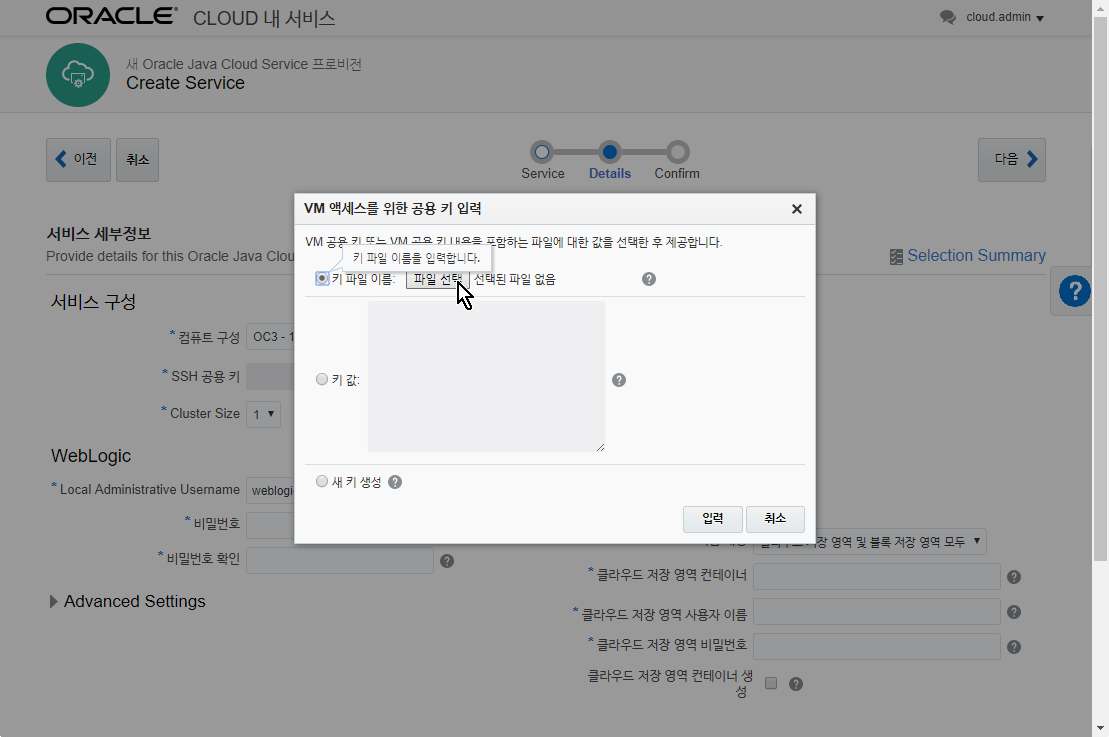 ORACLE® CLOUD 내 서비스
cloud.admin
새 Oracle Java Cloud Service 프로비전
Create Service
이전
취소
Service
Details
Confirm
다음
VM 액세스를 위한 공용 키 입력
VM 공용 키 또는 VM 공용 키 내용을 포함하는 파일에 대한 값을 선택한 후 제공합니다.
키 파일 이름을 입력합니다.
키 파일 이름: 파일 선택 선택된 파일 없음
키 값:
새 키 생성
입력
취소
서비스 세부정보
Provide details for this Oracle Java Clou
Selection Summary
서비스 구성
* 컴퓨트 구성 OC3 - 1
* SSH 공용 키
* Cluster Size 1
WebLogic
* Local Administrative Username weblogi
* 비밀번호
* 비밀번호 확인
Advanced Settings
장 영역 및 블록 저장 영역 모두
* 클라우드 저장 영역 컨테이너
* 클라우드 저장 영역 사용자 이름
* 클라우드 저장 영역 비밀번호
클라우드 저장 영역 컨테이너 생
성